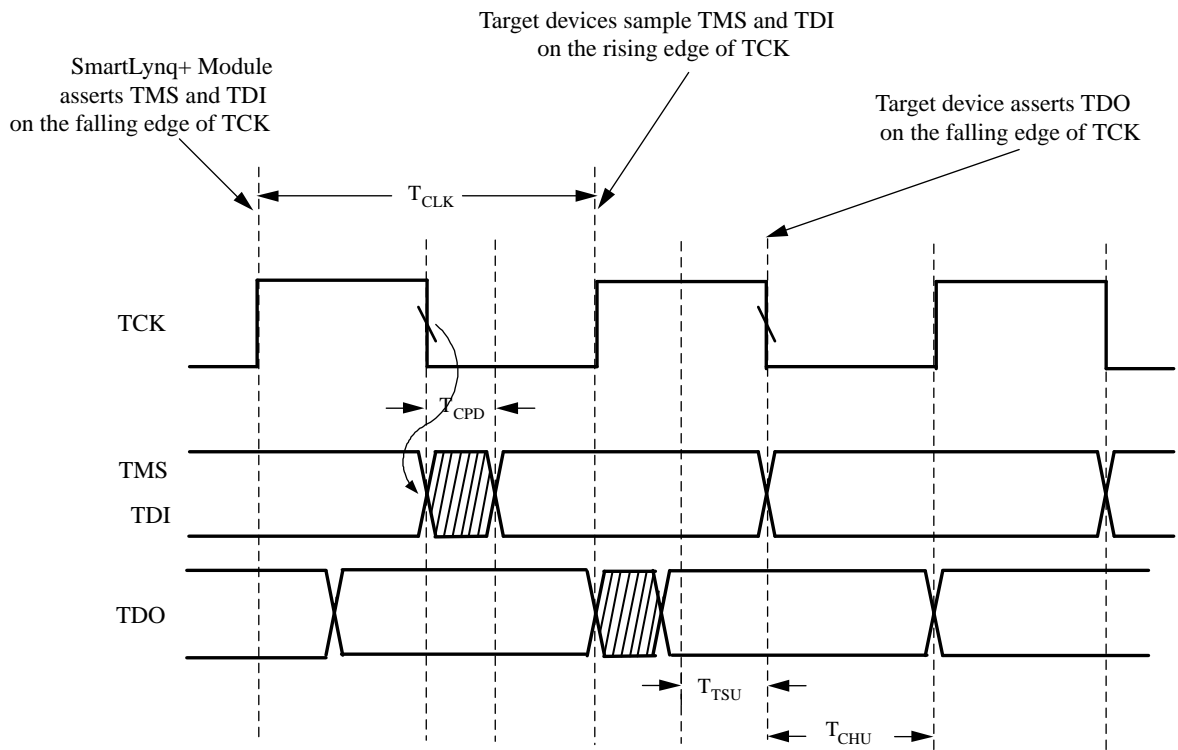 Target devices sample TMS and TDI
on the rising edge of TCK
SmartLynq+ Module
asserts TMS and TDI
on the falling edge of TCK
Target device asserts TDO
on the falling edge of TCK
TCLK
TCK
TCPD
TMS
TDI
TDO
TTSU
TCHU